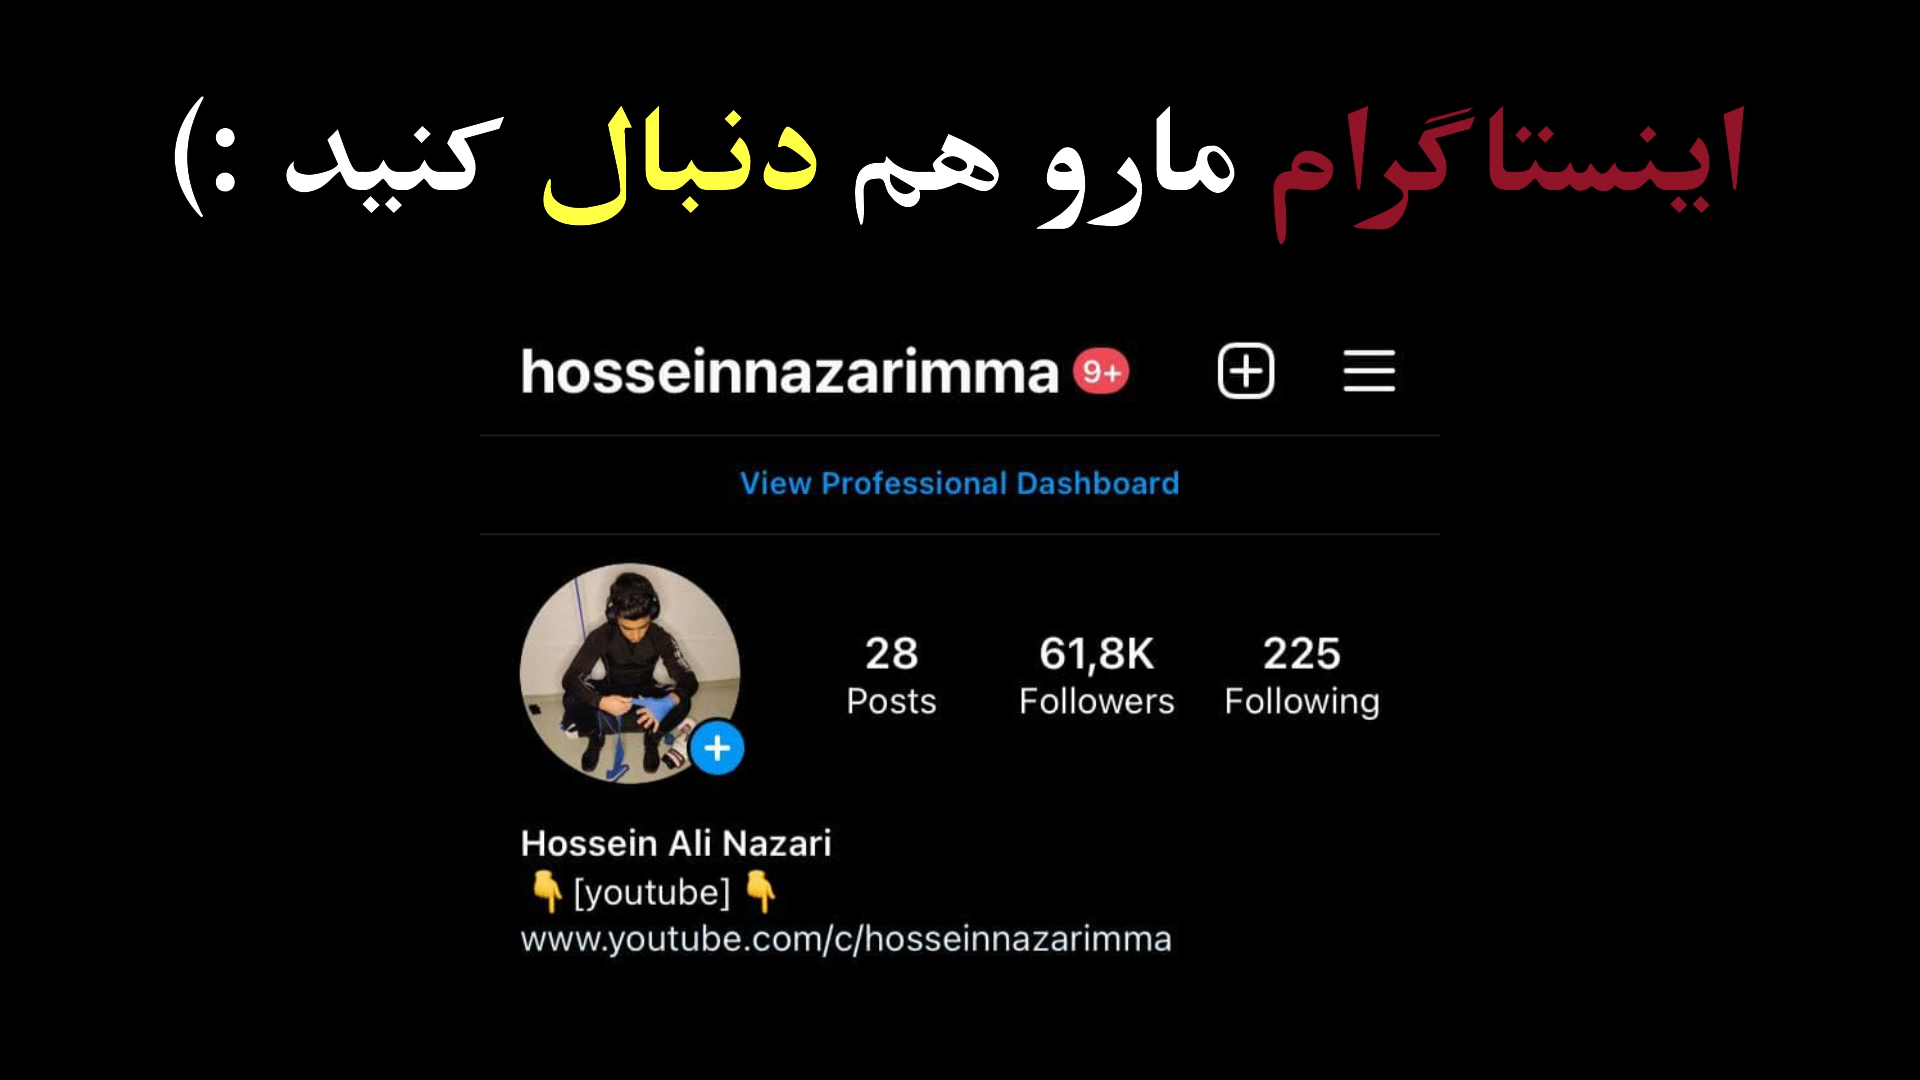 اینستاگرام مارو هم دنبال کنید :)
hosseinnazarimma 9+
View Professional Dashboard
28 61,8K 225
Posts Followers Following
Hossein Ali Nazari
👇[youtube]👇
www.youtube.com/c/hosseinnazarimma